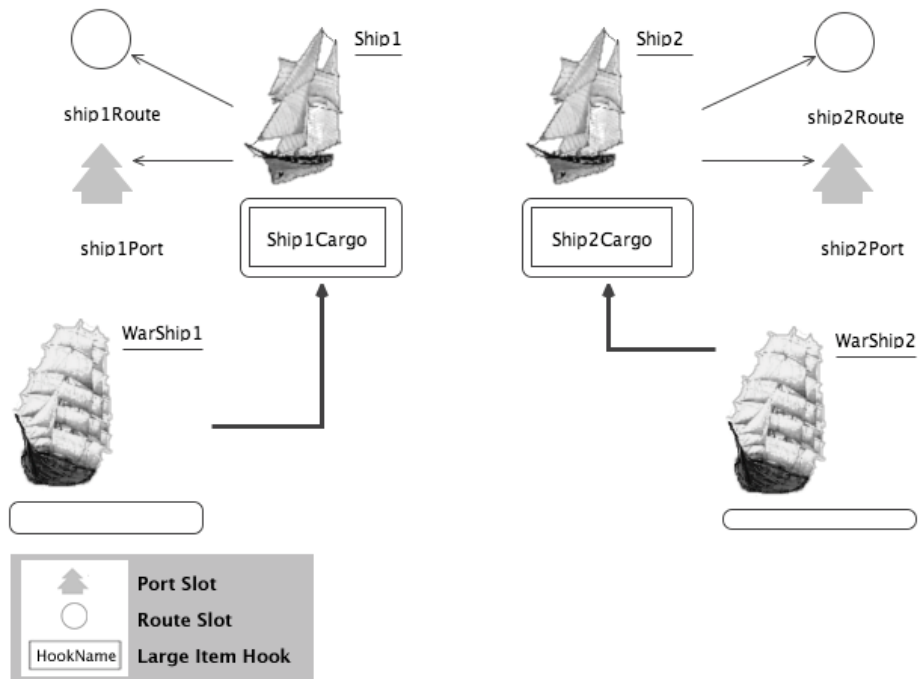 Ship1
Ship2
ship1Route
ship2Route
Ship1Cargo
Ship2Cargo
ship1Port
ship2Port
WarShip1
WarShip2
Port Slot
Route Slot
HookName
Large Item Hook